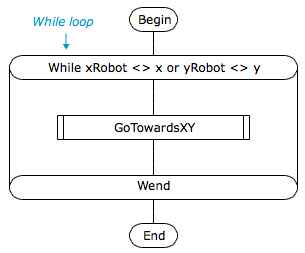 While loop
Begin
While xRobot <> x or yRobot <> y
GoTowardsXY
Wend
End